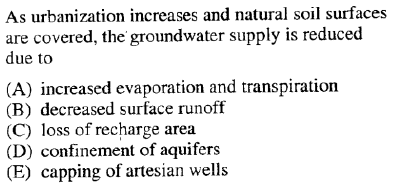 As urbanization increases and natural soil surfaces
are covered, the groundwater supply is reduced
due to
(A) increased evaporation and transpiration
(B) decreased surface runoff
(C) loss of recharge area
(D) confinement of aquifers
(E) capping of artesian wells